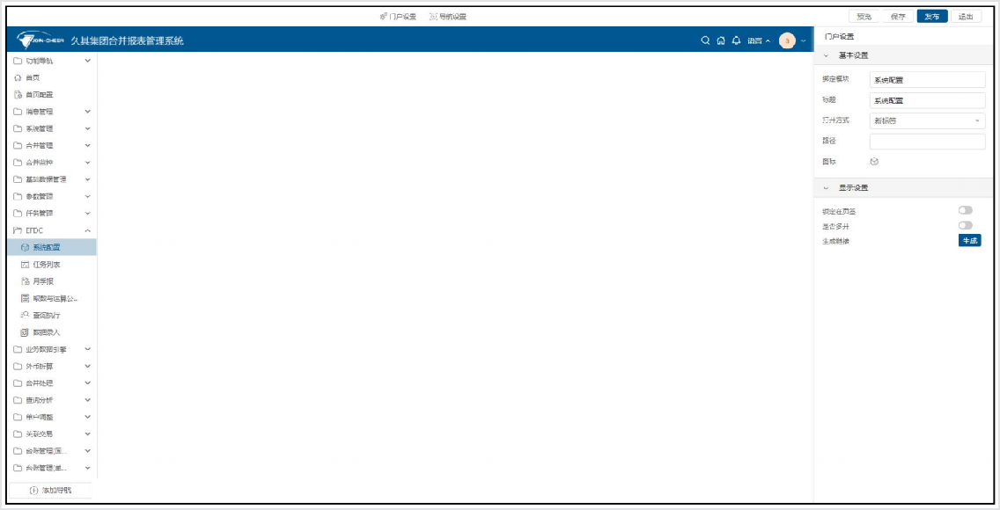 门户设置 导航设置
预览 保存 发布 退出
JOIN-CHEER 久其集团合并报表管理系统
语言
功能导航
首页
首页配置
消息管理
系统管理
合并管理
合并监控
基础数据管理
参数管理
任务管理
EFDC
系统配置
任务列表
月季报
取数与运算公...
查询执行
数据录入
业务数据引擎
外币折算
合并处理
查询分析
单户调整
关联交易
台账管理(国...
台账管理(单...
添加导航
门户设置
基本设置
绑定模块 系统配置
标题 系统配置
打开方式 新标签
路径
图标
显示设置
锁定在页签
是否多开
生成链接 生成